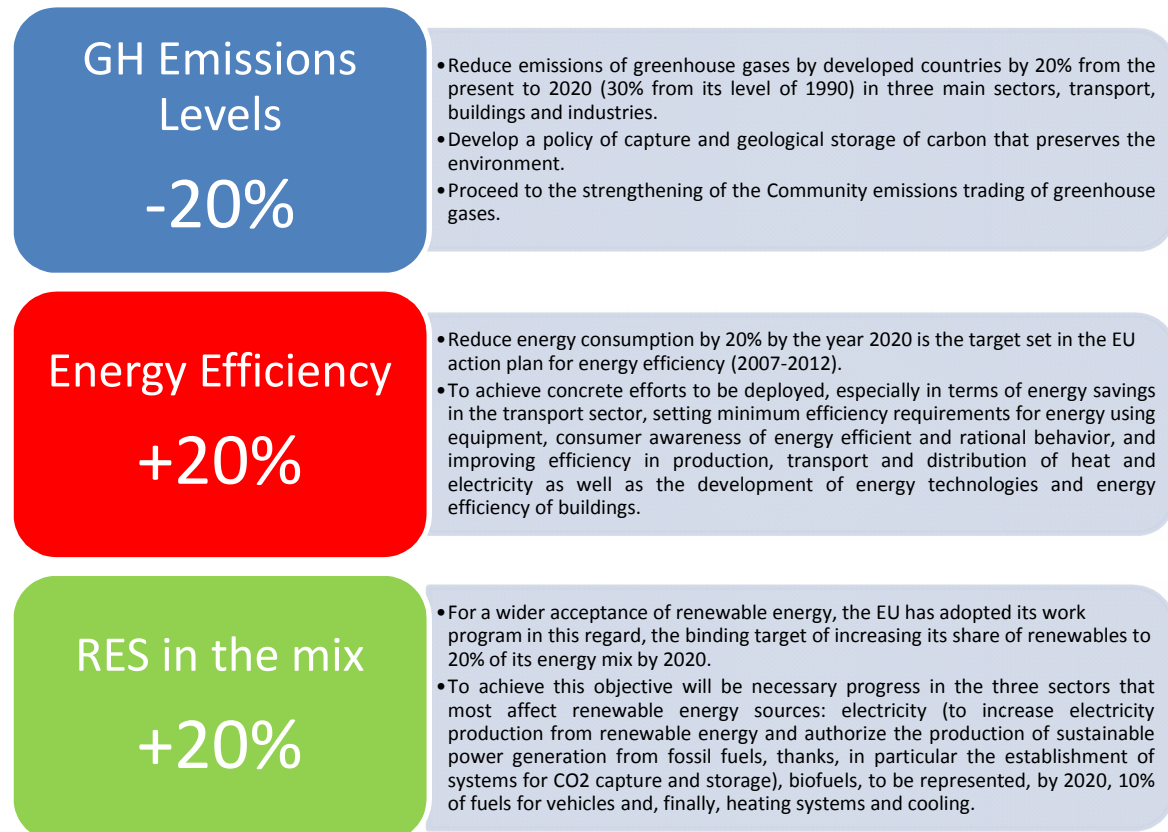 GH Emissions
Levels
-20%
•Reduce emissions of greenhouse gases by developed countries by 20% from the
present to 2020 (30% from its level of 1990) in three main sectors, transport,
buildings and industries.
•Develop a policy of capture and geological storage of carbon that preserves the
environment.
•Proceed to the strengthening of the Community emissions trading of greenhouse
gases.
Energy Efficiency
+20%
•Reduce energy consumption by 20% by the year 2020 is the target set in the EU
action plan for energy efficiency (2007-2012).
•To achieve concrete efforts to be deployed, especially in terms of energy savings
in the transport sector, setting minimum efficiency requirements for energy using
equipment, consumer awareness of energy efficient and rational behavior, and
improving efficiency in production, transport and distribution of heat and
electricity as well as the development of energy technologies and energy
efficiency of buildings.
RES in the mix
+20%
•For a wider acceptance of renewable energy, the EU has adopted its work
program in this regard, the binding target of increasing its share of renewables to
20% of its energy mix by 2020.
•To achieve this objective will be necessary progress in the three sectors that
most affect renewable energy sources: electricity (to increase electricity
production from renewable energy and authorize the production of sustainable
power generation from fossil fuels, thanks, in particular the establishment of
systems for CO2 capture and storage), biofuels, to be represented, by 2020, 10%
of fuels for vehicles and, finally, heating systems and cooling.